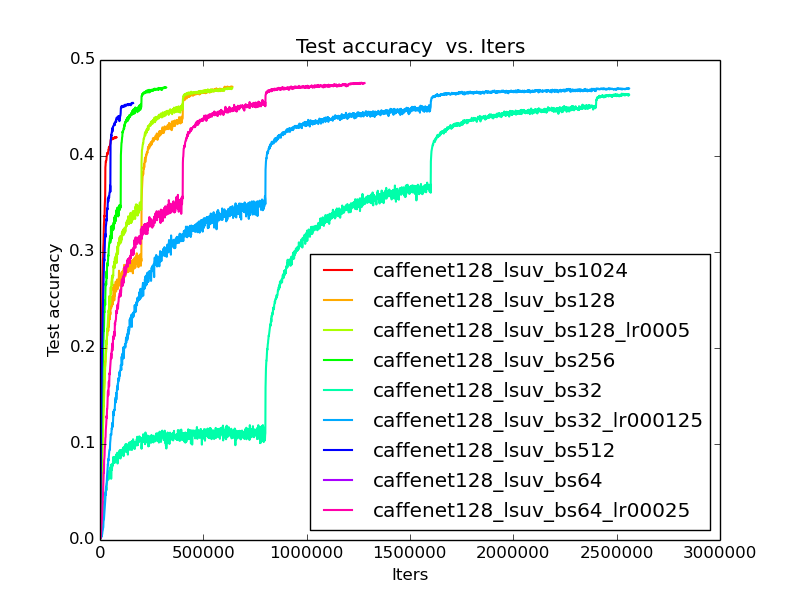 Test accuracy  vs. Iters
0.5
0.4
0.3
0.2
0.1
0.0
Test accuracy
caffenet128_lsuv_bs1024
caffenet128_lsuv_bs128
caffenet128_lsuv_bs128_lr0005
caffenet128_lsuv_bs256
caffenet128_lsuv_bs32
caffenet128_lsuv_bs32_lr000125
caffenet128_lsuv_bs512
caffenet128_lsuv_bs64
caffenet128_lsuv_bs64_lr00025
0 500000 1000000 1500000 2000000 2500000 3000000
Iters